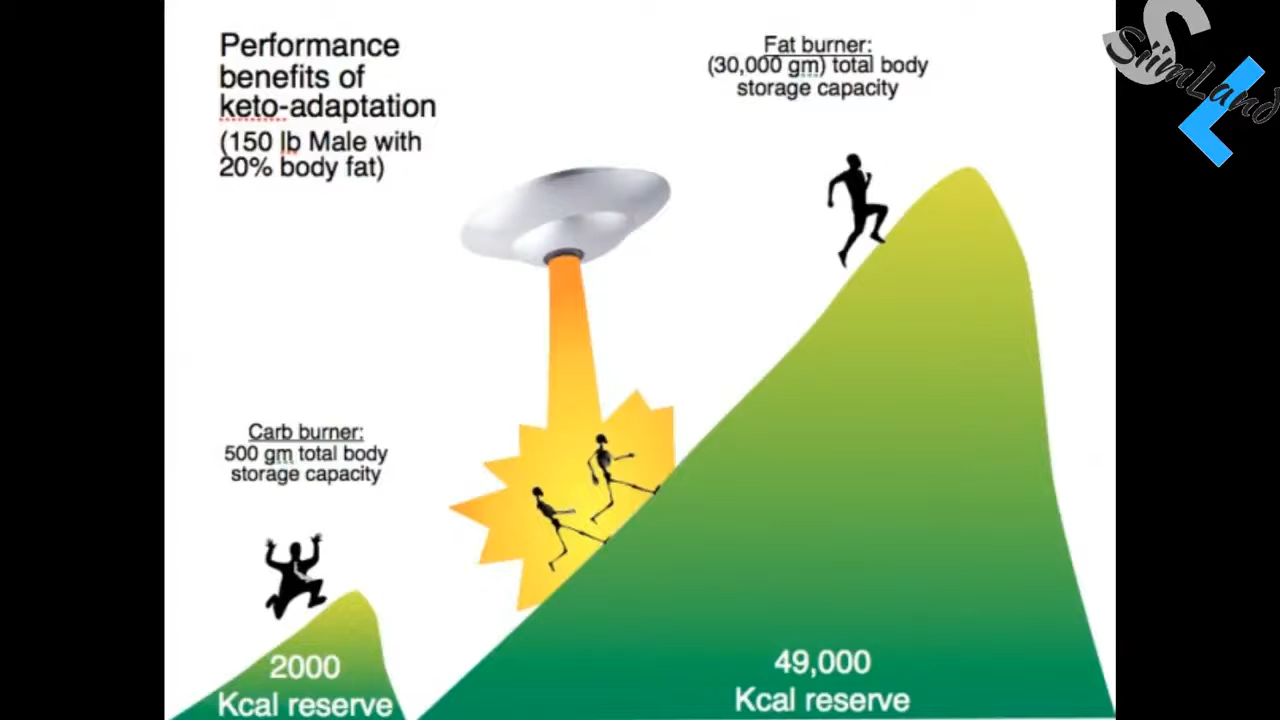 Performance
benefits of
keto-adaptation
(150 lb Male with
20% body fat)
Fat burner:
(30,000 gm) total body
storage capacity
S
SiimLand
L
Carb burner:
500 gm total body
storage capacity
2000
Kcal reserve
49,000
Kcal reserve